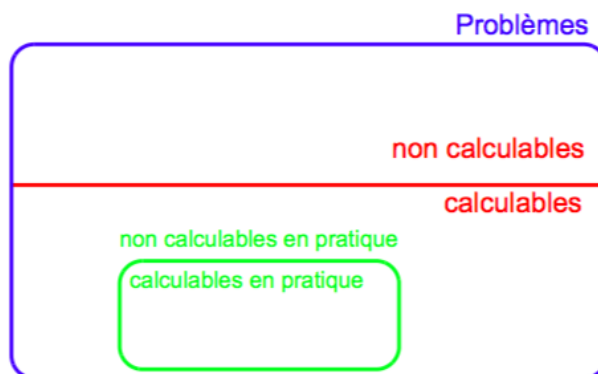 Problèmes
non calculables
calculables
non calculables en pratique
calculables en pratique